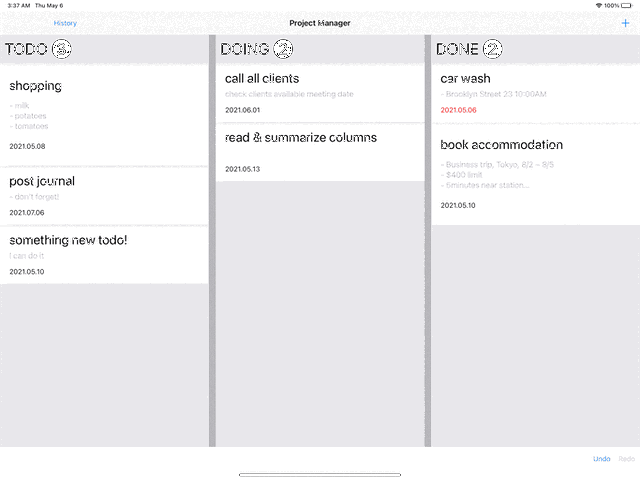 3:37 AM Thu May 6
100%
History
Project Manager
+
TODO 3
shopping
- milk
- potatoes
- tomatoes
2021.05.08
post journal
- don't forget!
2021.07.06
something new todo!
I can do it
2021.05.10
DOING 2
call all clients
check clients available meeting date
2021.06.01
read & summarize columns
2021.05.13
DONE 2
car wash
- Brooklyn Street 23 10:00AM
2021.05.06
book accommodation
- Business trip, Tokyo, 8/2 ~ 8/5
- $400 limit
- 5minutes near station...
2021.05.10
Undo
Redo